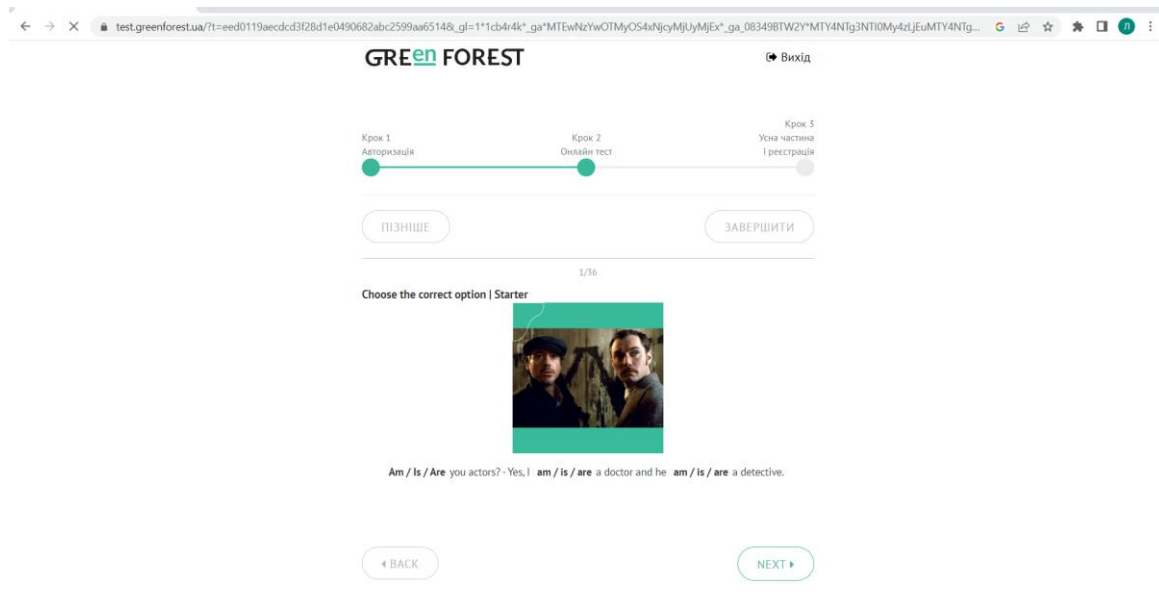 test.greenforest.ua/?t=eed0119aecdcd3f28d1e0490682abc2599aa6514&_gl=1*1cb4r4k*_ga*MTEwNzYwOTMyOS4xNjcyMjUyMjEx*_ga_08349BTW2Y*MTY4NTg3NTI0My4zLjEuMTY4NTg...
GREen FOREST
Вихід
Крок 1
Авторизація
Крок 2
Онлайн тест
Крок 3
Усна частина
і реєстрація
ПІЗНІШЕ
ЗАВЕРШИТИ
1/36
Choose the correct option | Starter
Am / Is / Are you actors? - Yes, I am / is / are a doctor and he am / is / are a detective.
BACK
NEXT